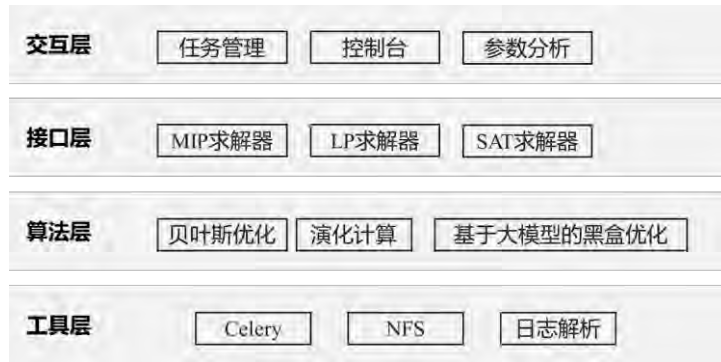 交互层 任务管理 控制台 参数分析
接口层 MIP求解器 LP求解器 SAT求解器
算法层 贝叶斯优化 演化计算 基于大模型的黑盒优化
工具层 Celery NFS 日志解析